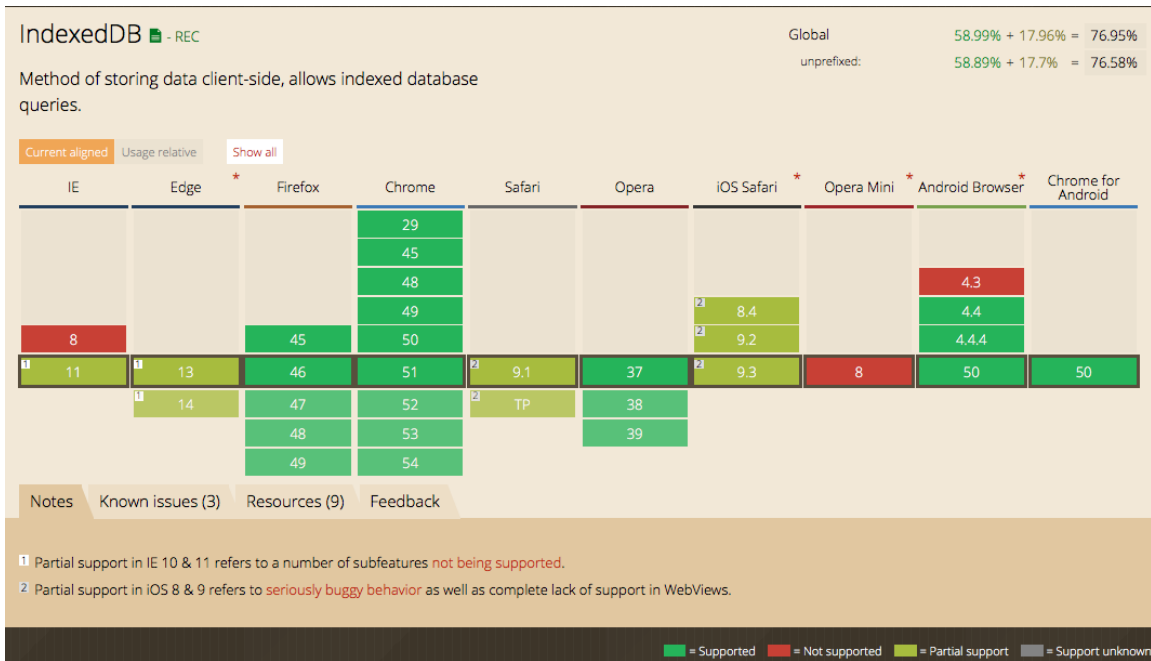 IndexedDB - REC
Global 58.99% + 17.96% = 76.95%
unprefixed: 58.89% + 17.7% = 76.58%
Method of storing data client-side, allows indexed database
queries.
Current aligned Usage relative Show all
IE Edge * Firefox Chrome Safari Opera iOS Safari * Opera Mini * Android Browser * Chrome for
Android
29
45
48 4.3
49 2 8.4 4.4
8 45 50 2 9.2 4.4.4
1 11 1 13 46 51 2 9.1 37 2 9.3 8 50 50
1 14 47 52 2 TP 38
48 53 39
49 54
Notes Known issues (3) Resources (9) Feedback
1 Partial support in IE 10 & 11 refers to a number of subfeatures not being supported.
2 Partial support in iOS 8 & 9 refers to seriously buggy behavior as well as complete lack of support in WebViews.
= Supported = Not supported = Partial support = Support unknown